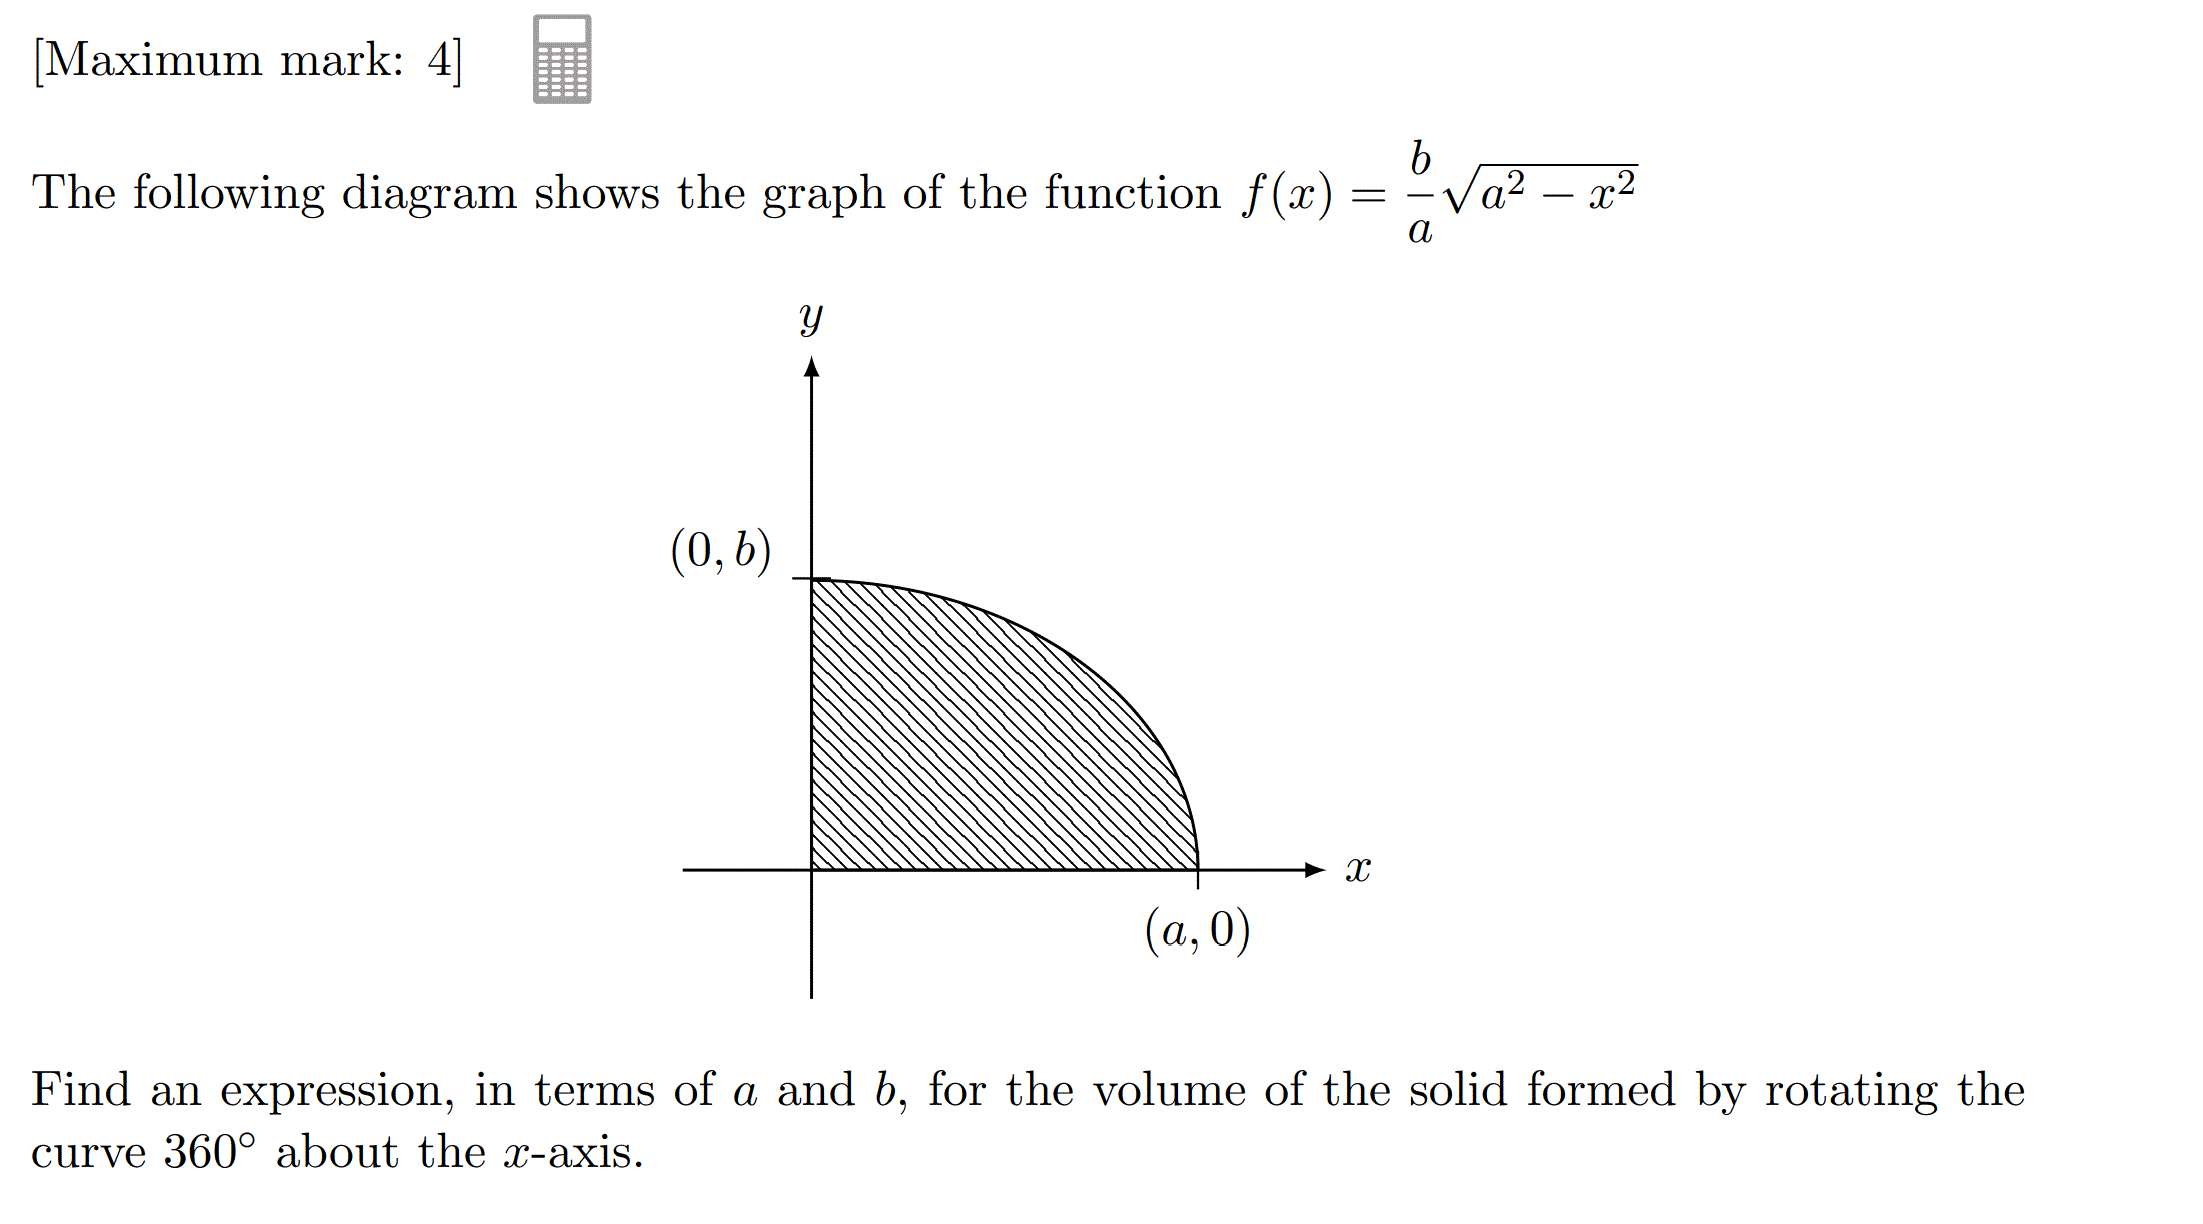 [Maximum mark: 4]
The following diagram shows the graph of the function f(x) = b/a √(a² − x²)
y
(0, b)
x
(a, 0)
Find an expression, in terms of a and b, for the volume of the solid formed by rotating the
curve 360° about the x-axis.